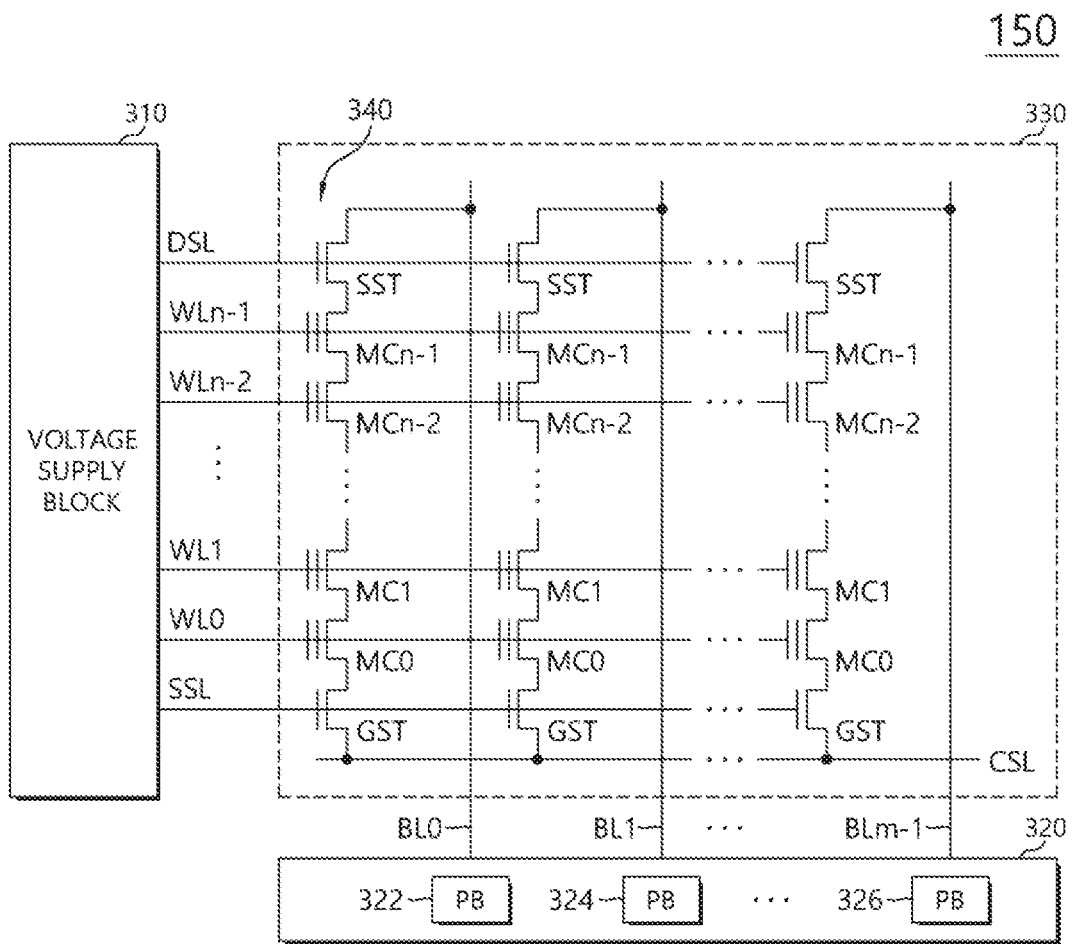 150
310
340
330
DSL
SST SST ··· SST
WLn-1
MCn-1 MCn-1 ··· MCn-1
WLn-2
MCn-2 MCn-2 ··· MCn-2
VOLTAGE
SUPPLY
BLOCK
WL1
MC1 MC1 ··· MC1
WL0
MC0 MC0 ··· MC0
SSL
GST GST ··· GST
CSL
BL0 BL1 ··· BLm-1
320
322 PB 324 PB ··· 326 PB